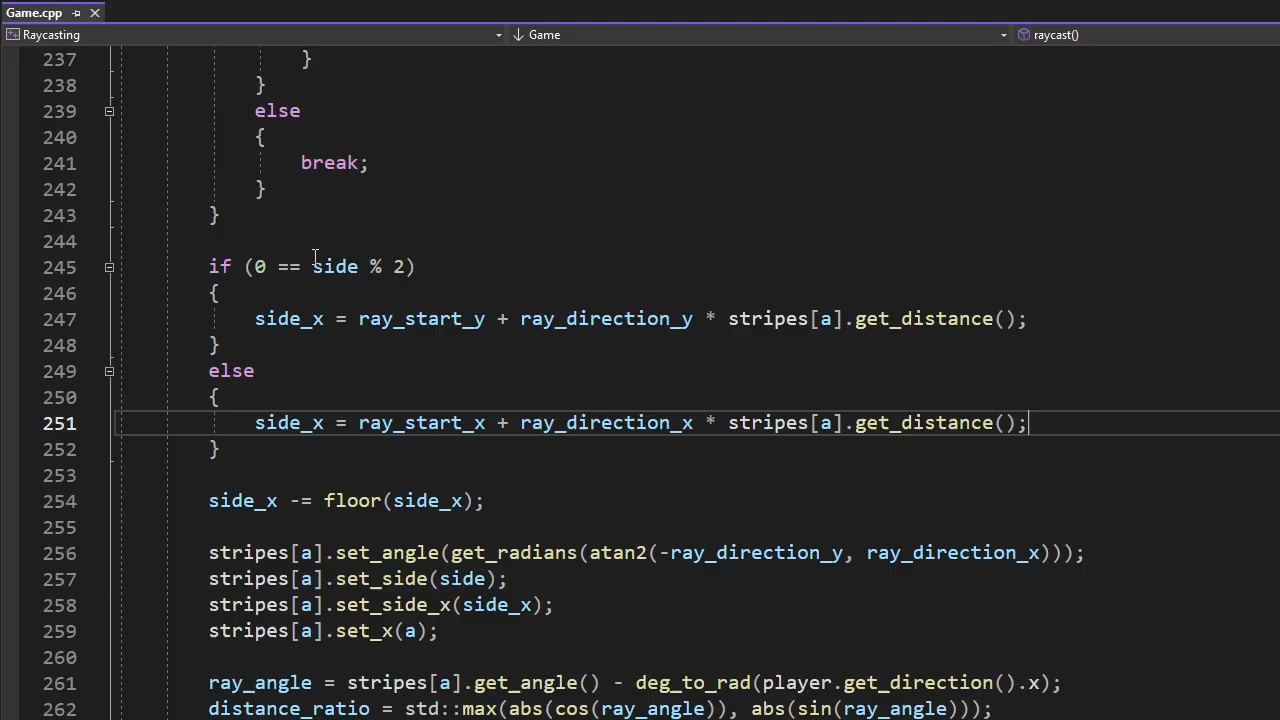 Game.cpp
Raycasting Game raycast()
237 }
238 }
239 else
240 {
241 break;
242 }
243 }
244
245 if (0 == side % 2)
246 {
247 side_x = ray_start_y + ray_direction_y * stripes[a].get_distance();
248 }
249 else
250 {
251 side_x = ray_start_x + ray_direction_x * stripes[a].get_distance();
252 }
253
254 side_x -= floor(side_x);
255
256 stripes[a].set_angle(get_radians(atan2(-ray_direction_y, ray_direction_x)));
257 stripes[a].set_side(side);
258 stripes[a].set_side_x(side_x);
259 stripes[a].set_x(a);
260
261 ray_angle = stripes[a].get_angle() - deg_to_rad(player.get_direction().x);
262 distance_ratio = std::max(abs(cos(ray_angle)), abs(sin(ray_angle)));